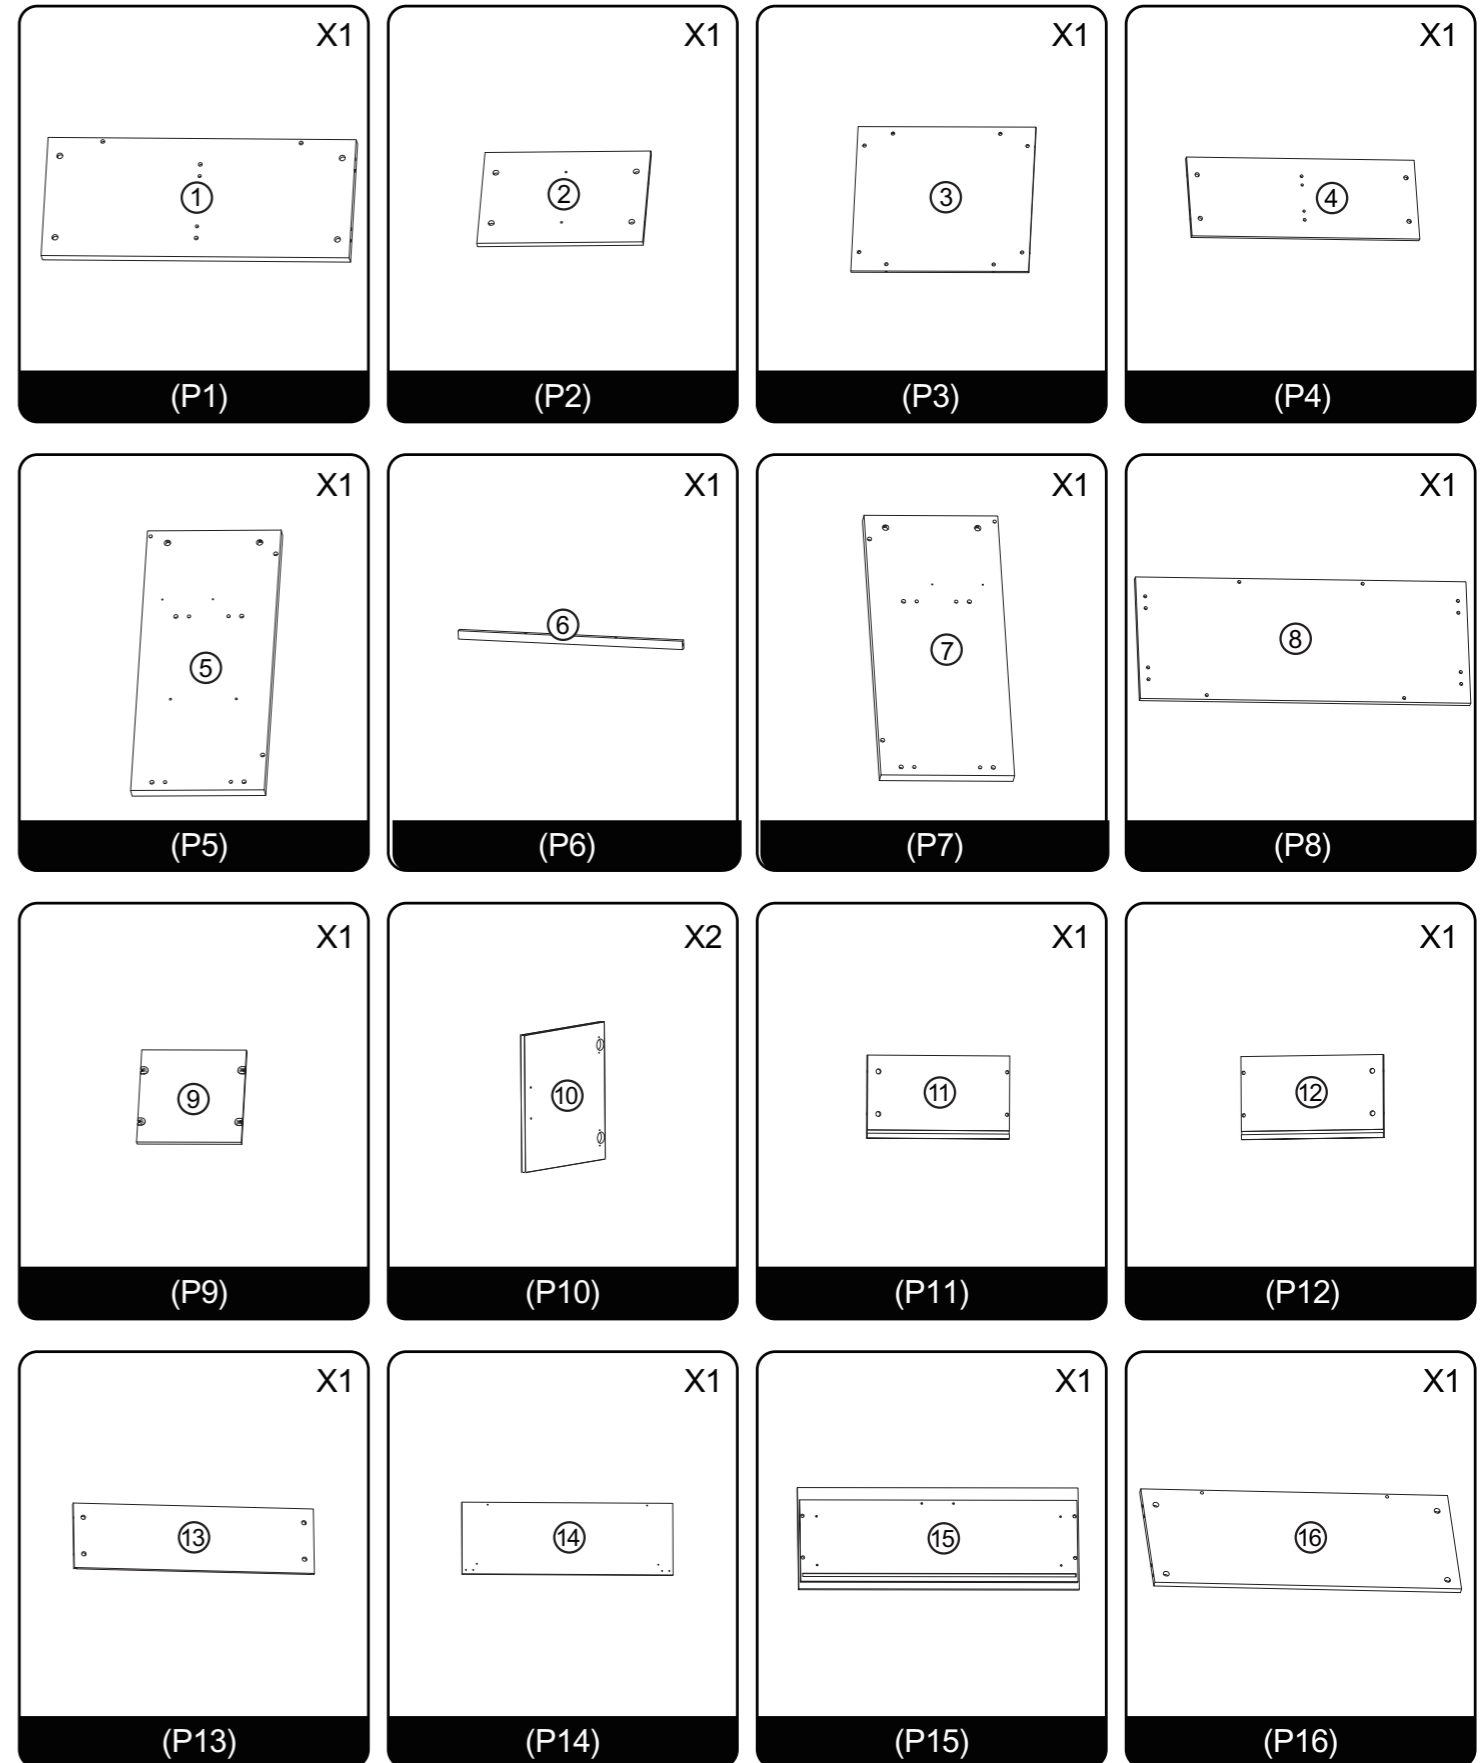 X1 X1 X1 X1
1 2 3 4
(P1) (P2) (P3) (P4)
X1 X1 X1 X1
5 6 7 8
(P5) (P6) (P7) (P8)
X1 X2 X1 X1
9 10 11 12
(P9) (P10) (P11) (P12)
X1 X1 X1 X1
13 14 15 16
(P13) (P14) (P15) (P16)